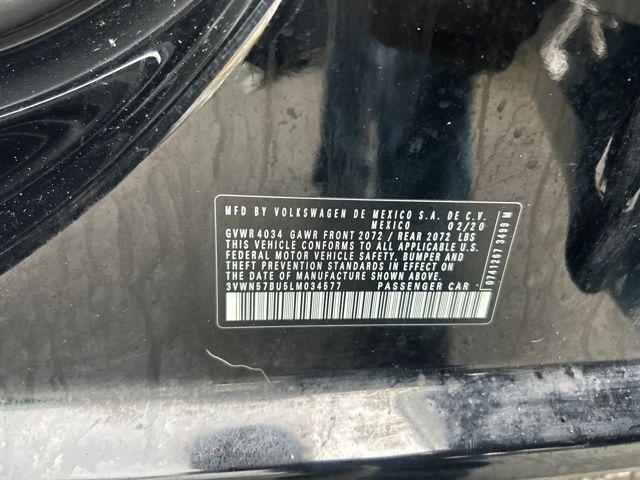 MFD BY VOLKSWAGEN DE MEXICO S.A. DE C.V.
MEXICO 02/20
GVWR 4034 GAWR FRONT 2072 / REAR 2072 LBS
THIS VEHICLE CONFORMS TO ALL APPLICABLE U.S.
FEDERAL MOTOR VEHICLE SAFETY, BUMPER AND
THEFT PREVENTION STANDARDS IN EFFECT ON
THE DATE OF MANUFACTURE SHOWN ABOVE.
3VWN57BU5LM034577 PASSENGER CAR
0741267 3499 M